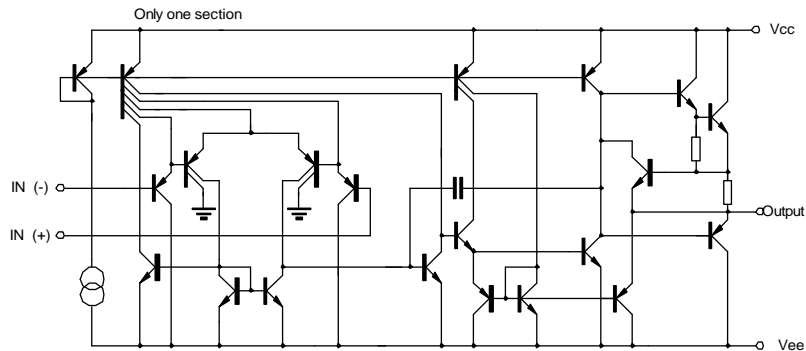 Only one section
Vcc
IN (-)
IN (+)
Output
Vee